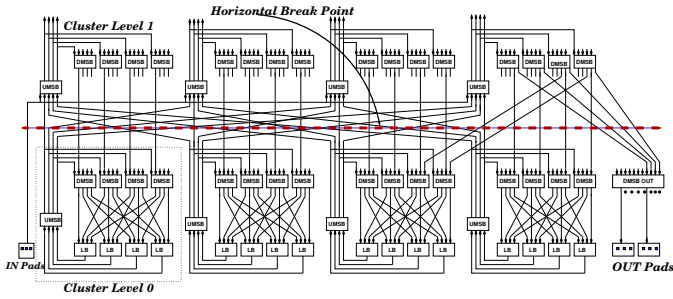 Horizontal Break Point
Cluster Level 1
DMSB DMSB DMSB DMSB DMSB DMSB DMSB DMSB DMSB DMSB DMSB DMSB DMSB DMSB DMSB DMSB
UMSB UMSB UMSB UMSB
DMSB DMSB DMSB DMSB DMSB DMSB DMSB DMSB DMSB DMSB DMSB DMSB DMSB DMSB DMSB DMSB DMSB OUT
UMSB UMSB UMSB UMSB
LB LB LB LB LB LB LB LB LB LB LB LB LB LB LB LB
IN Pads OUT Pads
Cluster Level 0